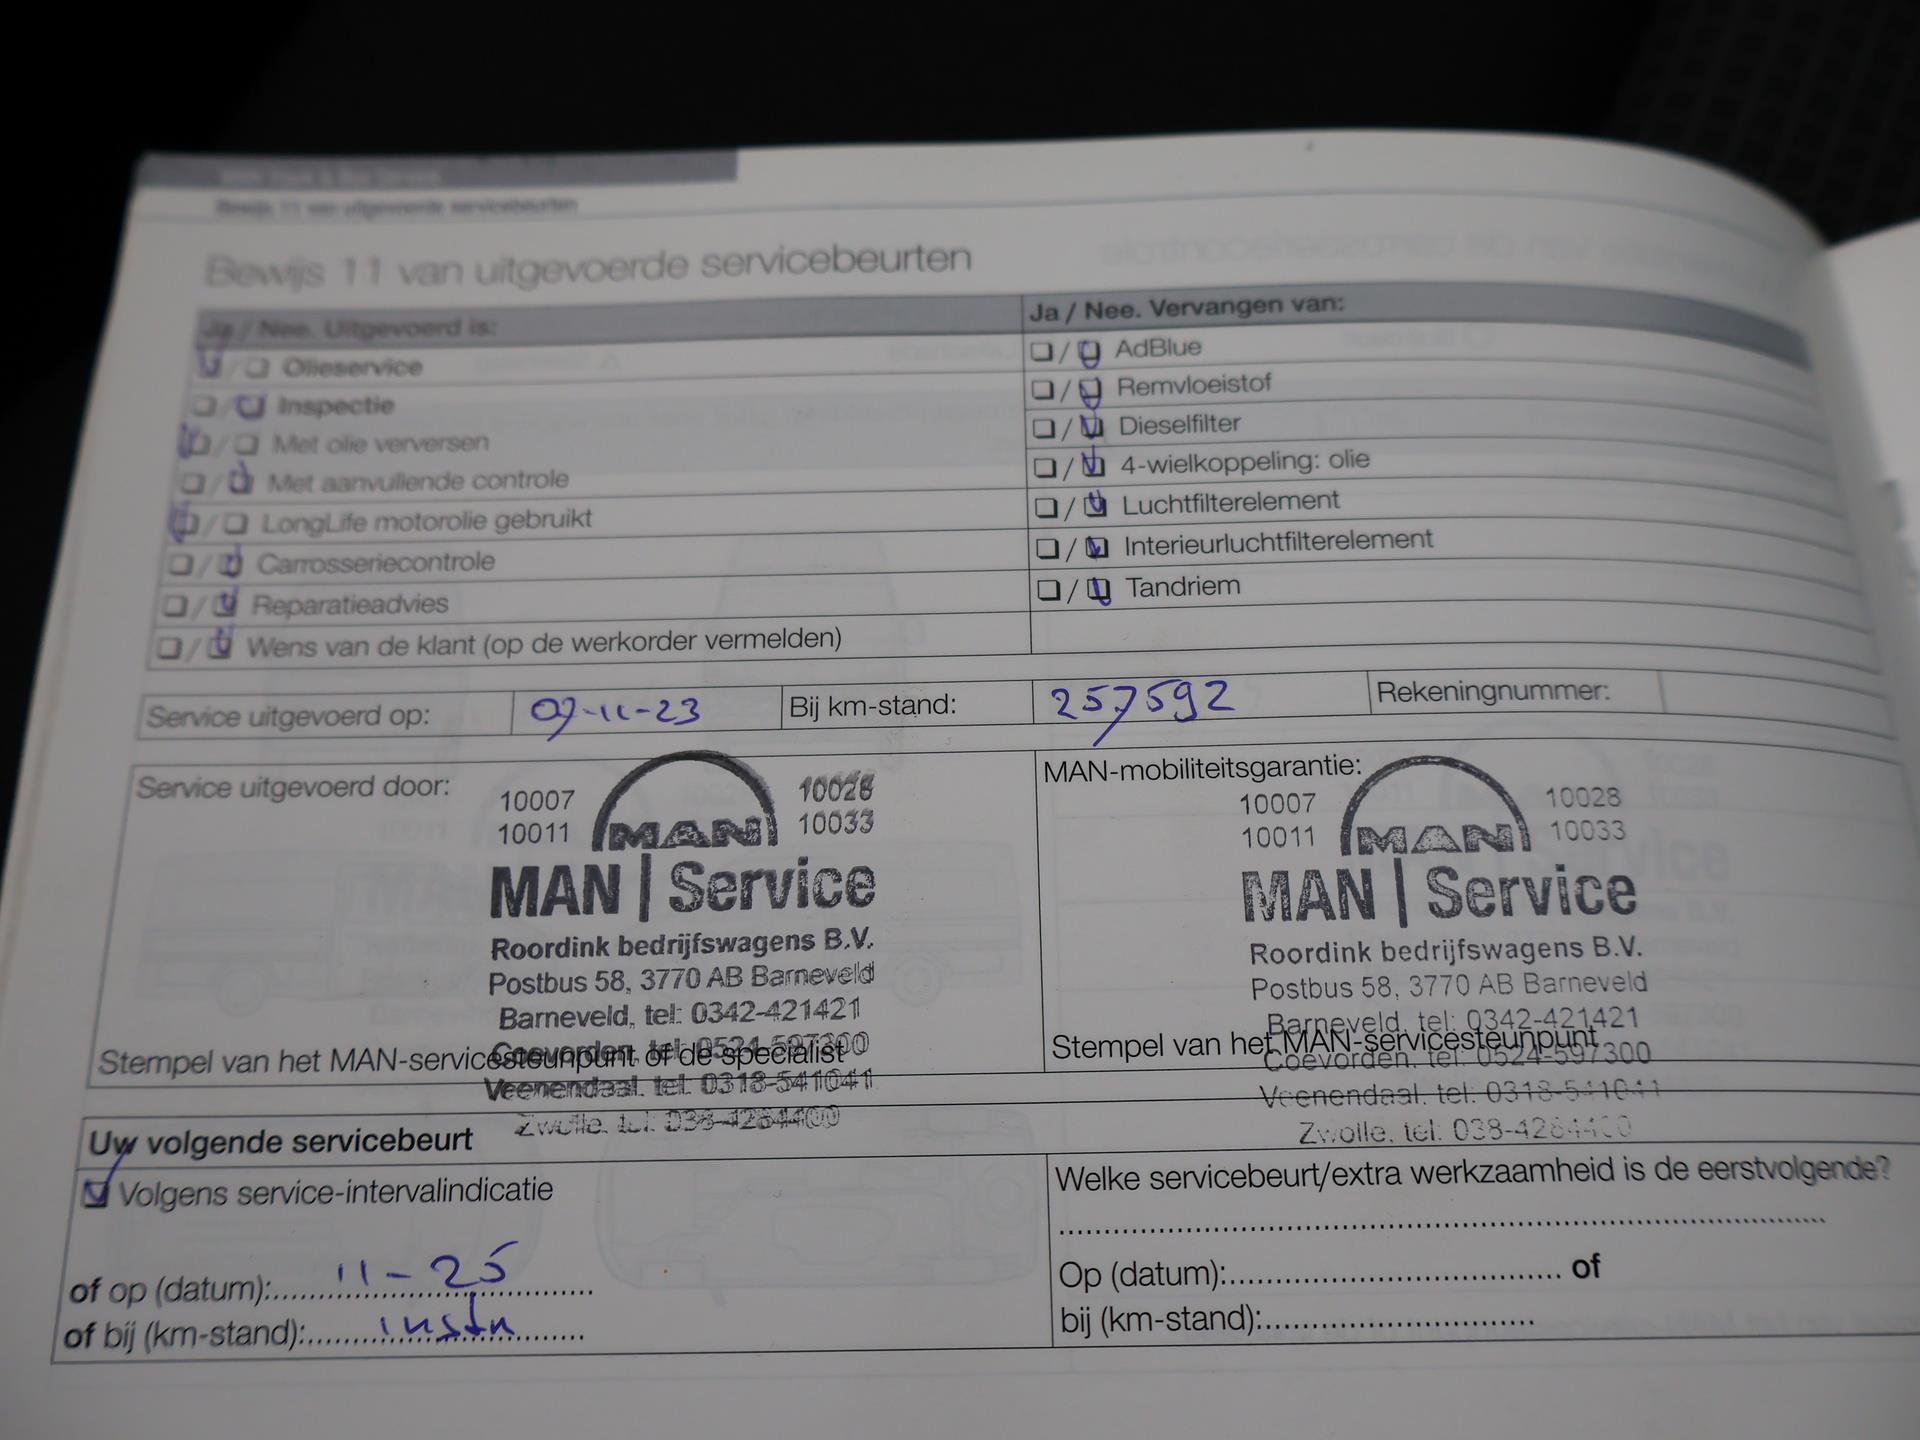 Bewijs 11 van uitgevoerde servicebeurten
Bewijs 11 van uitgevoerde servicebeurten
Ja / Nee. Uitgevoerd is:
Olieservice
Inspectie
Met olie verversen
Met aanvullende controle
LongLife motorolie gebruikt
Carrosseriecontrole
Reparatieadvies
Wens van de klant (op de werkorder vermelden)
Ja / Nee. Vervangen van:
AdBlue
Remvloeistof
Dieselfilter
4-wielkoppeling: olie
Luchtfilterelement
Interieurluchtfilterelement
Tandriem
Service uitgevoerd op: 07-11-23 Bij km-stand: 257592 Rekeningnummer:
Service uitgevoerd door:
10007 10028
10011 MAN 10033
MAN | Service
Roordink bedrijfswagens B.V.
Postbus 58, 3770 AB Barneveld
Barneveld, tel: 0342-421421
Coevorden. tel: 0524-597300
Stempel van het MAN-servicesteunpunt of de specialist
Veenendaal. tel: 0318-541041
Zwolle. tel: 038-4264400
MAN-mobiliteitsgarantie:
10007 10028
10011 MAN 10033
MAN | Service
Roordink bedrijfswagens B.V.
Postbus 58, 3770 AB Barneveld
Barneveld, tel: 0342-421421
Stempel van het MAN-servicesteunpunt
Coevorden. tel: 0524-597300
Veenendaal. tel: 0318-541041
Zwolle. tel: 038-4264400
Uw volgende servicebeurt
Volgens service-intervalindicatie
of op (datum): 11-25
of bij (km-stand):
Welke servicebeurt/extra werkzaamheid is de eerstvolgende?
Op (datum): of
bij (km-stand):